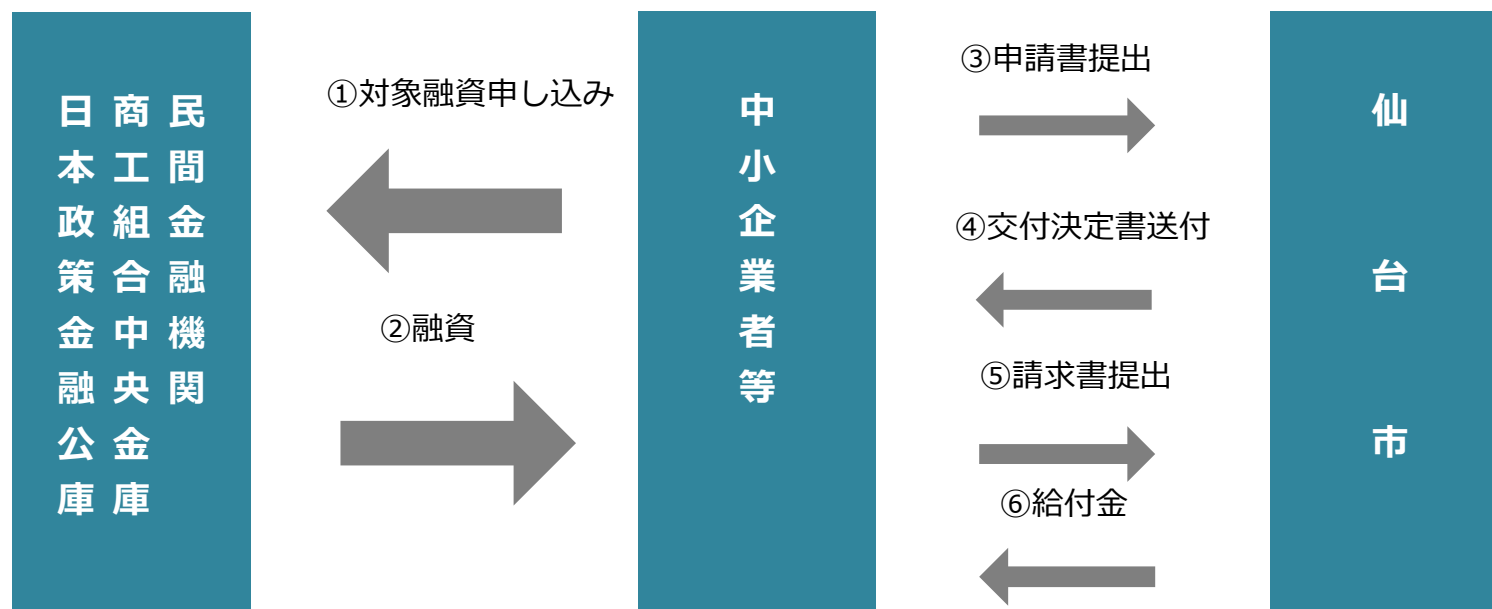 民間金融機関
商工組合中央金庫
日本政策金融公庫
①対象融資申し込み
②融資
中小企業者等
③申請書提出
④交付決定書送付
⑤請求書提出
⑥給付金
仙台市